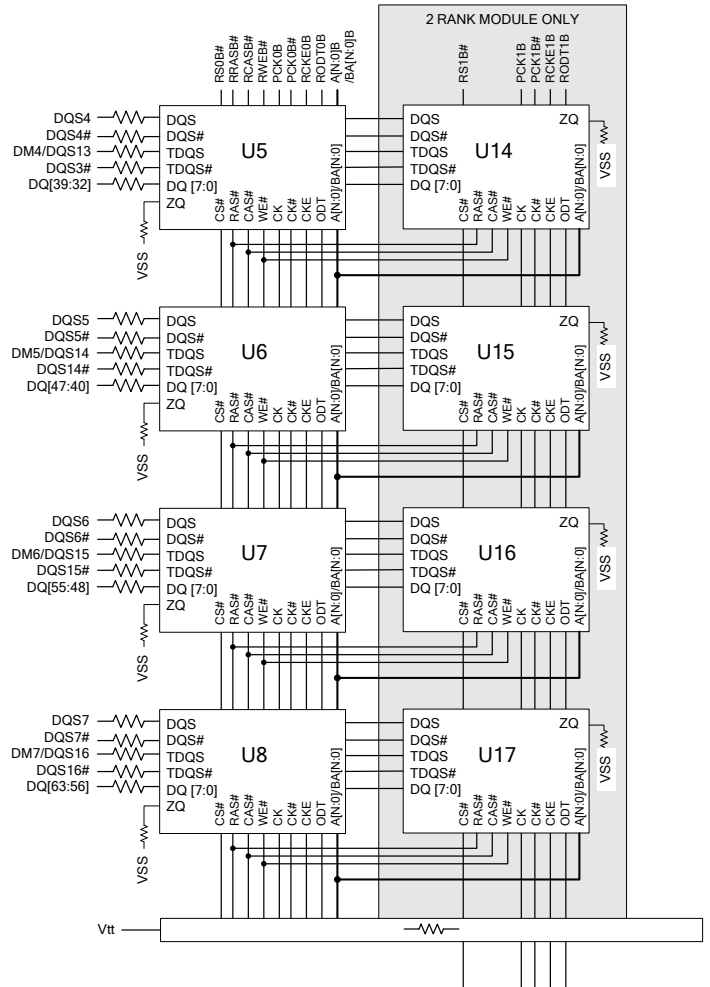 2 RANK MODULE ONLY
RS0B#
RRASB#
RCASB#
RWEB#
PCK0B
PCK0B#
RCKE0B
RODT0B
A[N:0]B
/BA[N:0]B
RS1B#
PCK1B
PCK1B#
RCKE1B
RODT1B
DQS4
DQS4#
DM4/DQS13
DQS3#
DQ[39:32]
VSS
DQS
DQS#
TDQS
TDQS#
DQ [7:0]
ZQ
U5
CS#
RAS#
CAS#
WE#
CK
CK#
CKE
ODT
A[N:0]/BA[N:0]
DQS
DQS#
TDQS
TDQS#
DQ [7:0]
U14
ZQ
VSS
CS#
RAS#
CAS#
WE#
CK
CK#
CKE
ODT
A[N:0]/BA[N:0]
DQS5
DQS5#
DM5/DQS14
DQS14#
DQ[47:40]
VSS
DQS
DQS#
TDQS
TDQS#
DQ [7:0]
ZQ
U6
CS#
RAS#
CAS#
WE#
CK
CK#
CKE
ODT
A[N:0]/BA[N:0]
DQS
DQS#
TDQS
TDQS#
DQ [7:0]
U15
ZQ
VSS
CS#
RAS#
CAS#
WE#
CK
CK#
CKE
ODT
A[N:0]/BA[N:0]
DQS6
DQS6#
DM6/DQS15
DQS15#
DQ[55:48]
VSS
DQS
DQS#
TDQS
TDQS#
DQ [7:0]
ZQ
U7
CS#
RAS#
CAS#
WE#
CK
CK#
CKE
ODT
A[N:0]/BA[N:0]
DQS
DQS#
TDQS
TDQS#
DQ [7:0]
U16
ZQ
VSS
CS#
RAS#
CAS#
WE#
CK
CK#
CKE
ODT
A[N:0]/BA[N:0]
DQS7
DQS7#
DM7/DQS16
DQS16#
DQ[63:56]
VSS
DQS
DQS#
TDQS
TDQS#
DQ [7:0]
ZQ
U8
CS#
RAS#
CAS#
WE#
CK
CK#
CKE
ODT
A[N:0]/BA[N:0]
DQS
DQS#
TDQS
TDQS#
DQ [7:0]
U17
ZQ
VSS
CS#
RAS#
CAS#
WE#
CK
CK#
CKE
ODT
A[N:0]/BA[N:0]
Vtt